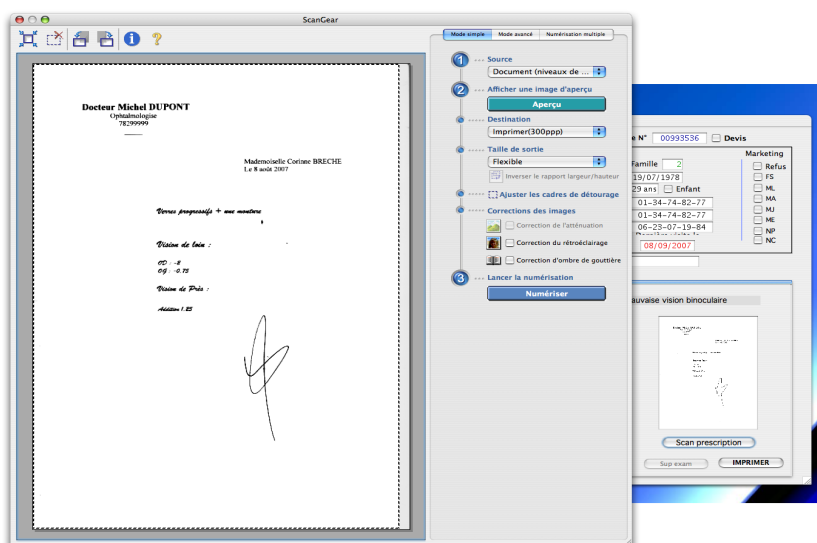 ScanGear
Mode simple
Mode avancé
Numérisation multiple
Docteur Michel DUPONT
Ophtalmologise
78299999
Mademoiselle Corinne BRECHE
Le 8 août 2007
Verres progressifs + une monture
Vision de loin :
OD : -8
OG : -0.75
Vision de Près :
Addition 1.25
1
Source
Document (niveaux de ...
2
Afficher une image d'aperçu
Aperçu
Destination
Imprimer(300ppp)
Taille de sortie
Flexible
Inverser le rapport largeur/hauteur
Ajuster les cadres de détourage
Corrections des images
Correction de l'atténuation
Correction du rétroéclairage
Correction d'ombre de gouttière
3
Lancer la numérisation
Numériser
e N° 00993536 Devis
Famille 2
19/07/1978
29 ans Enfant
01-34-74-82-77
01-34-74-82-77
06-23-07-19-84
08/09/2007
Marketing
Refus
FS
ML
MA
MJ
ME
NP
NC
auvaise vision binoculaire
Scan prescription
Sup exam
IMPRIMER